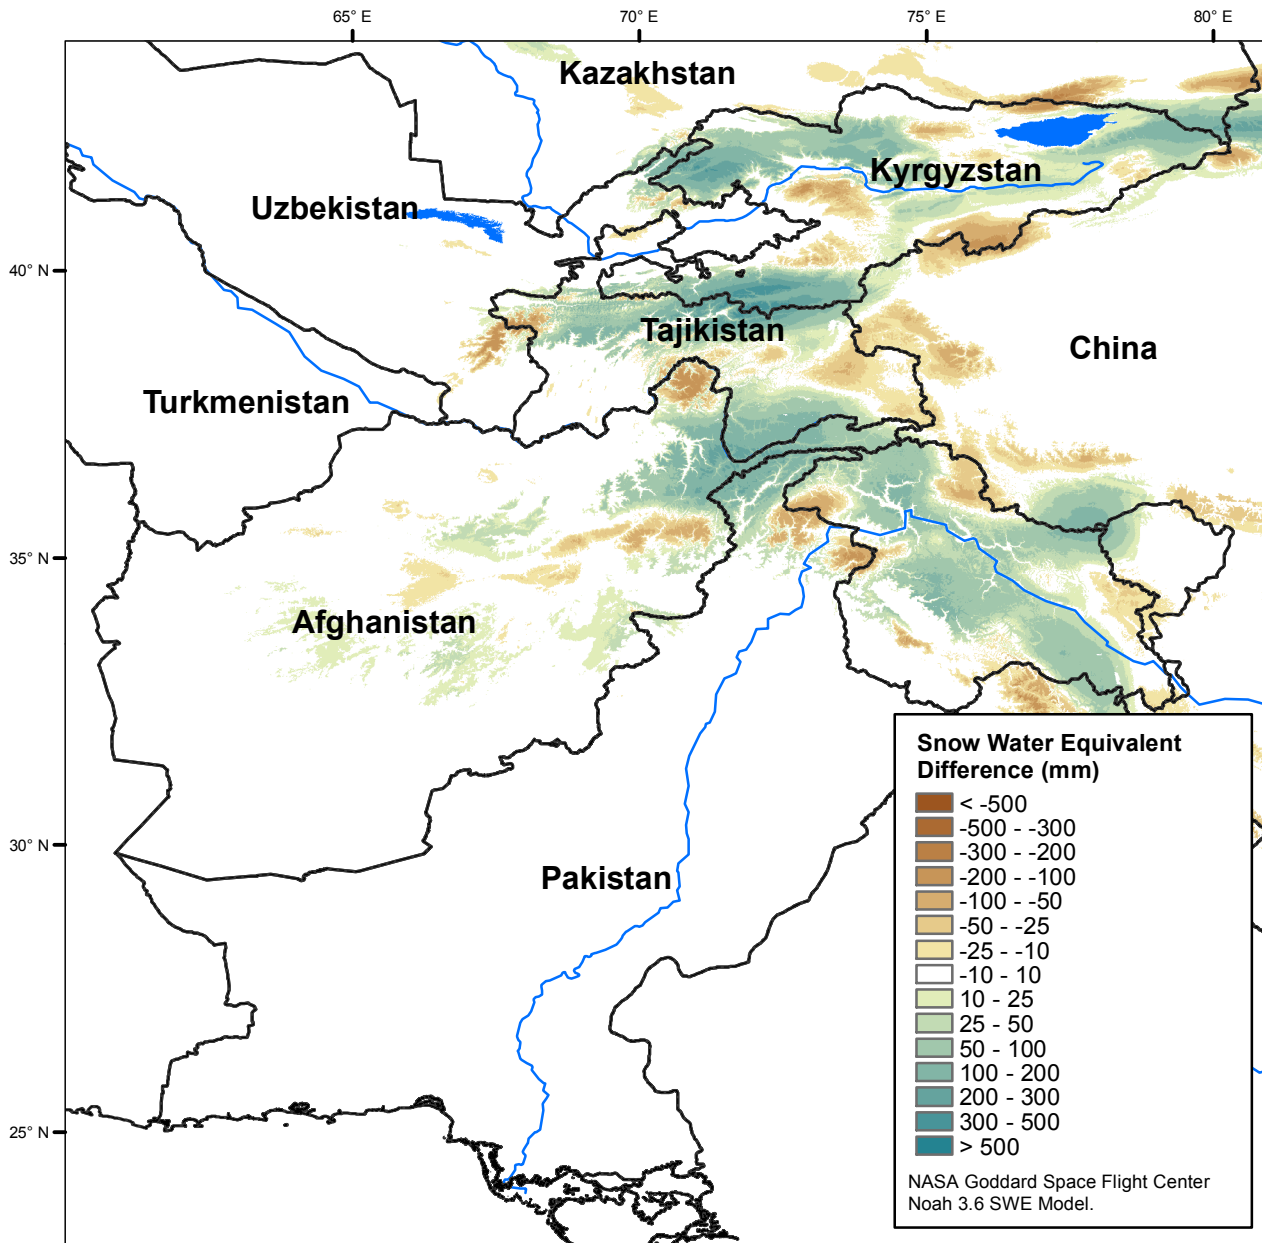 65° E
70° E
75° E
80° E
Kazakhstan
Kyrgyzstan
Uzbekistan
40° N
Tajikistan
China
Turkmenistan
35° N
Afghanistan
30° N
Pakistan
25° N
Snow Water Equivalent
Difference (mm)
< -500
-500 - -300
-300 - -200
-200 - -100
-100 - -50
-50 - -25
-25 - -10
-10 - 10
10 - 25
25 - 50
50 - 100
100 - 200
200 - 300
300 - 500
> 500
NASA Goddard Space Flight Center
Noah 3.6 SWE Model.